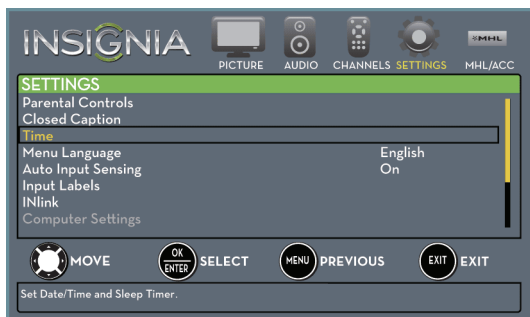 INSIGNIA
PICTURE AUDIO CHANNELS SETTINGS MHL/ACC
MHL
SETTINGS
Parental Controls
Closed Caption
Time
Menu Language English
Auto Input Sensing On
Input Labels
INlink
Computer Settings
MOVE OK ENTER SELECT MENU PREVIOUS EXIT EXIT
Set Date/Time and Sleep Timer.